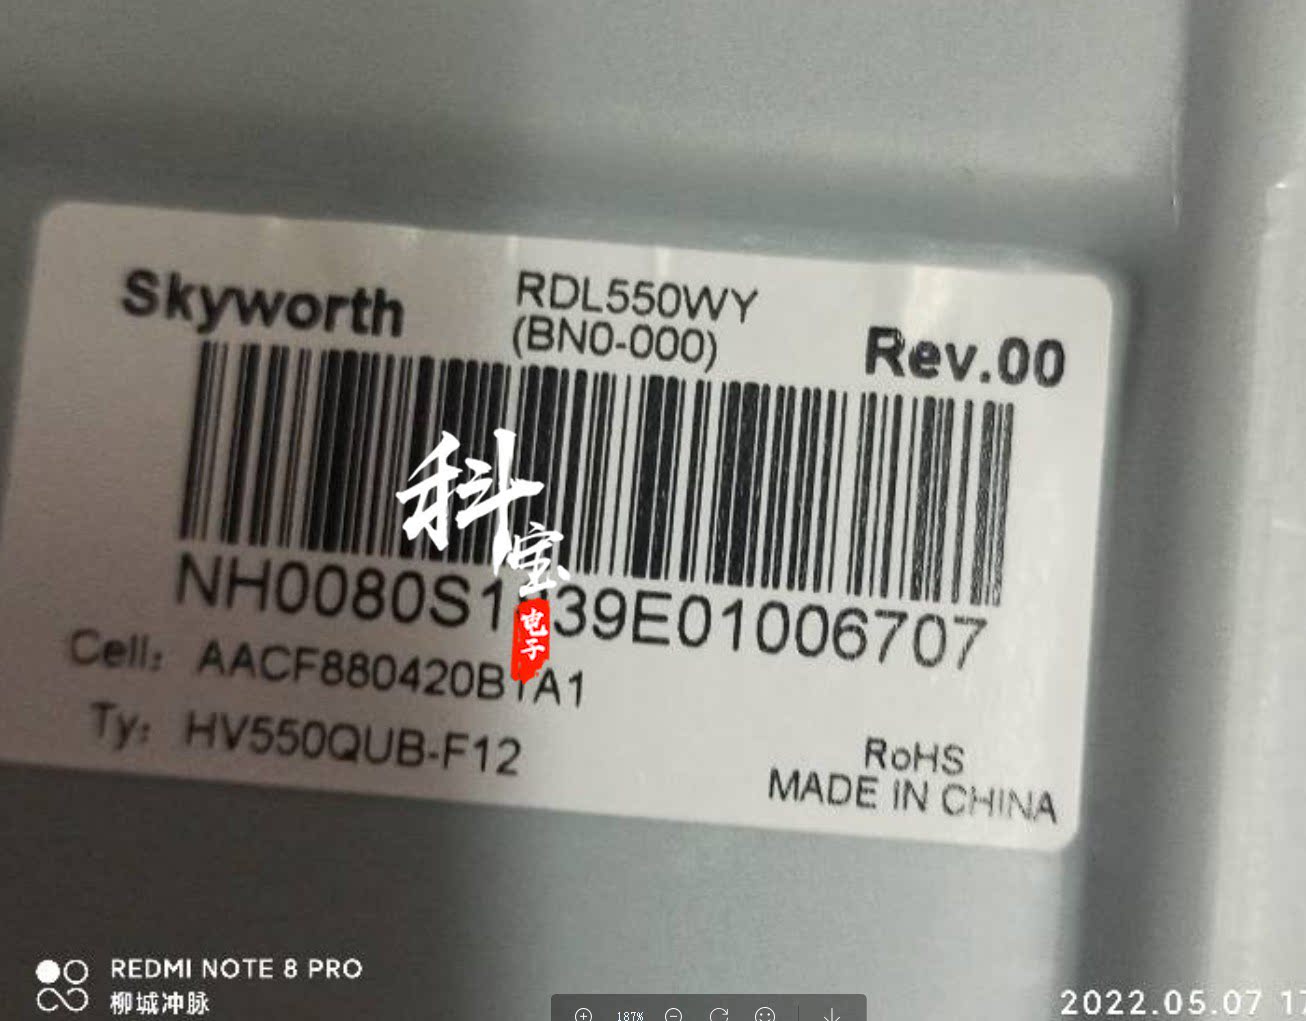 Skyworth
RDL550WY
(BN0-000)
Rev.00
科宝
电子
Cell: AACF880420B1A1
Ty: HV550QUB-F12
RoHS
MADE IN CHINA
REDMI NOTE 8 PRO
柳城冲脉
2022.05.07
187%